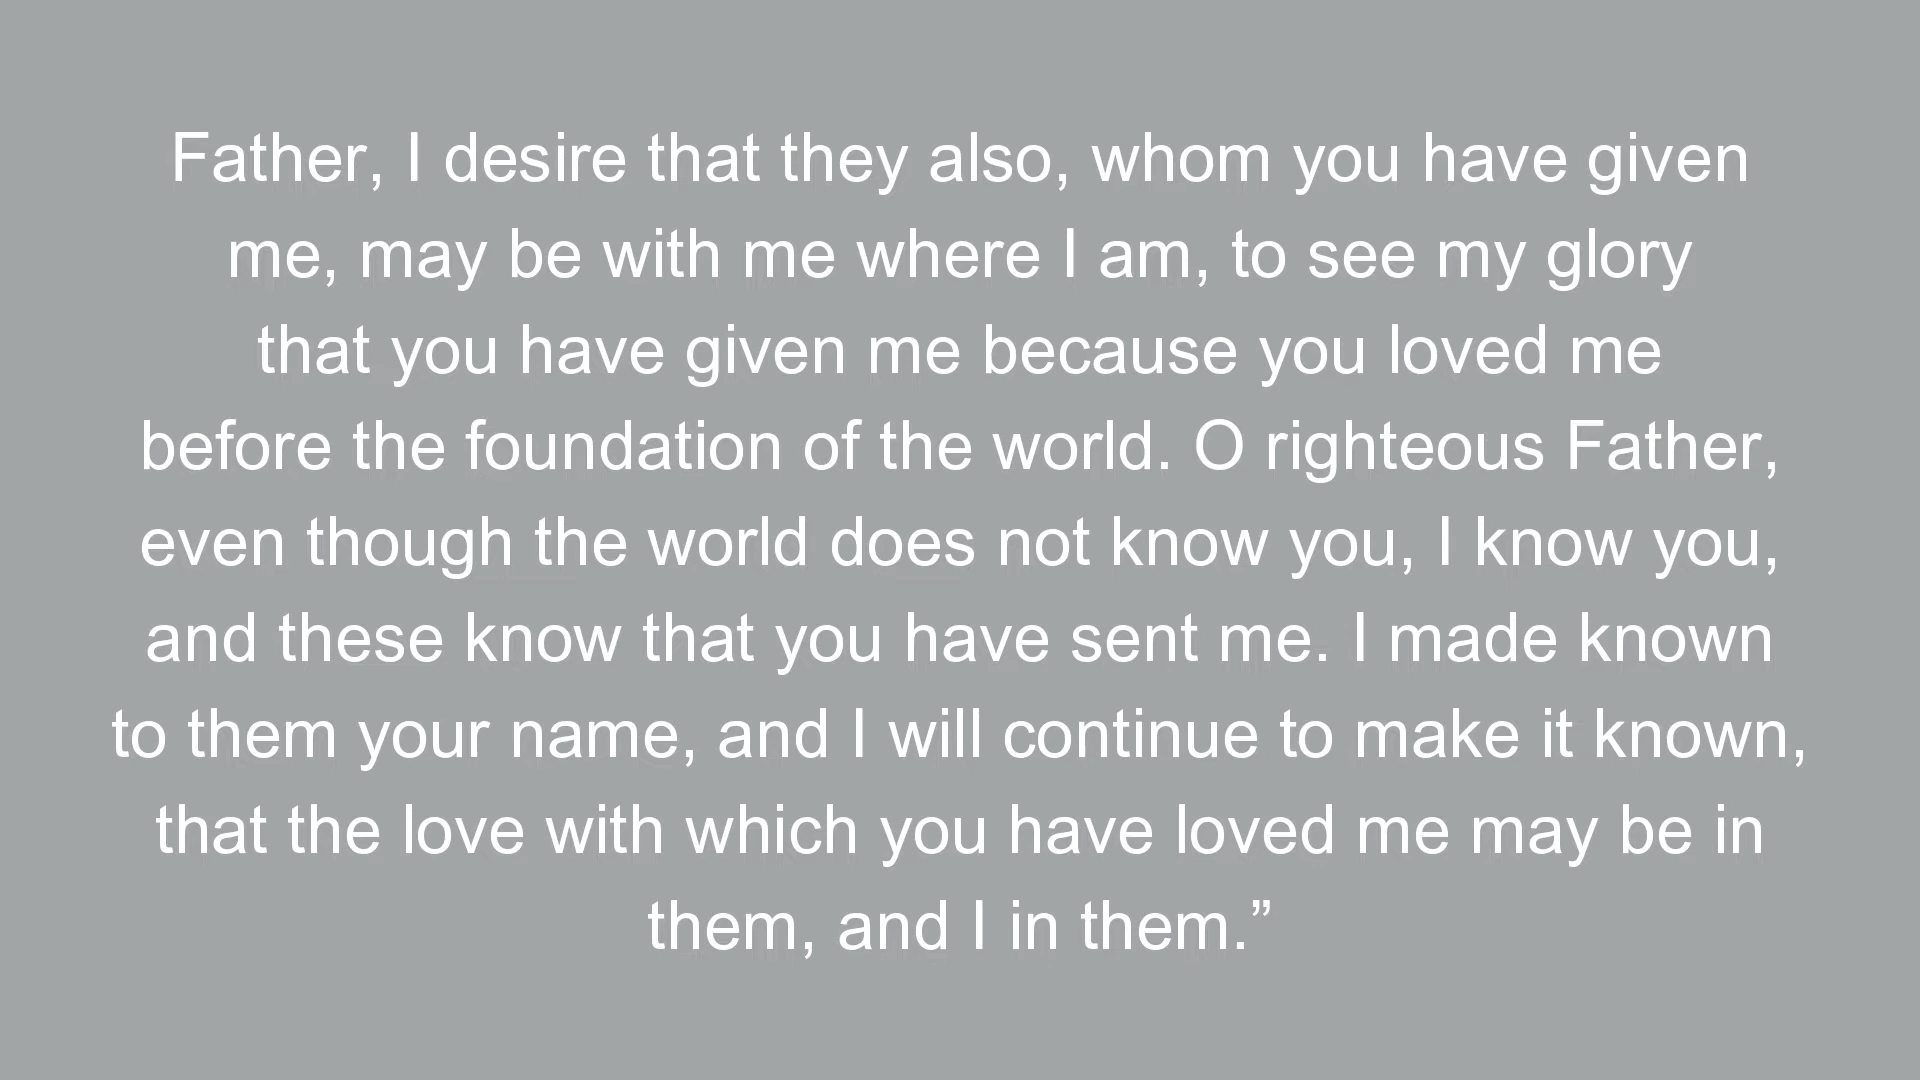 Father, I desire that they also, whom you have given
me, may be with me where I am, to see my glory
that you have given me because you loved me
before the foundation of the world. O righteous Father,
even though the world does not know you, I know you,
and these know that you have sent me. I made known
to them your name, and I will continue to make it known,
that the love with which you have loved me may be in
them, and I in them.”